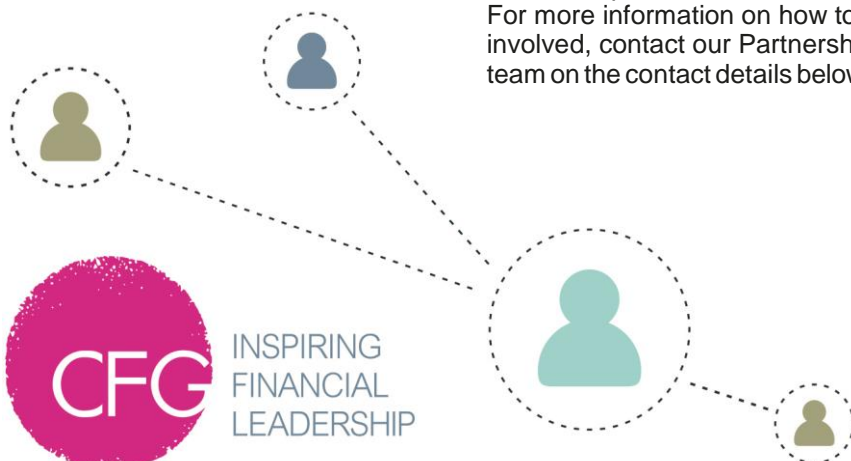 For more information on how to
involved, contact our Partnersh
team on the contact details below
CFG
INSPIRING
FINANCIAL
LEADERSHIP